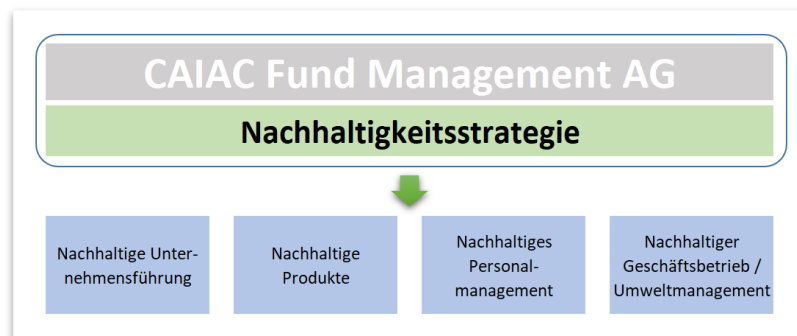 CAIAC Fund Management AG
Nachhaltigkeitsstrategie
Nachhaltige Unter-
nehmensführung
Nachhaltige
Produkte
Nachhaltiges
Personal-
management
Nachhaltiger
Geschäftsbetrieb /
Umweltmanagement